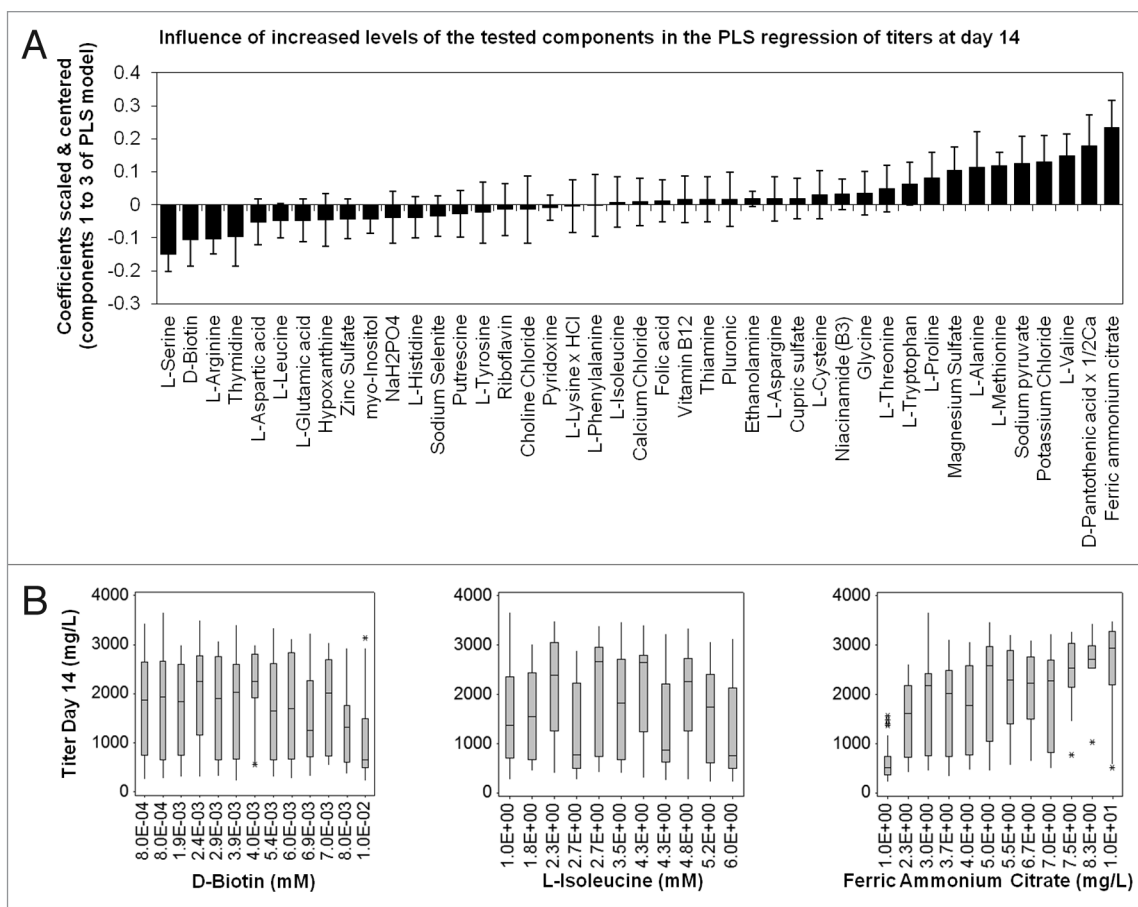 A
Influence of increased levels of the tested components in the PLS regression of titers at day 14
Coefficients scaled & centered
(components 1 to 3 of PLS model)
0.4
0.3
0.2
0.1
0
-0.1
-0.2
-0.3
L-Serine
D-Biotin
L-Arginine
Thymidine
L-Aspartic acid
L-Leucine
L-Glutamic acid
Hypoxanthine
Zinc Sulfate
myo-Inositol
NaH2PO4
L-Histidine
Sodium Selenite
Putrescine
L-Tyrosine
Riboflavin
Choline Chloride
Pyridoxine
L-Lysine x HCl
L-Phenylalanine
L-Isoleucine
Calcium Chloride
Folic acid
Vitamin B12
Thiamine
Pluronic
Ethanolamine
L-Aspargine
Cupric sulfate
L-Cysteine
Niacinamide (B3)
Glycine
L-Threonine
L-Tryptophan
L-Proline
Magnesium Sulfate
L-Alanine
L-Methionine
Sodium pyruvate
Potassium Chloride
L-Valine
D-Pantothenic acid x 1/2Ca
Ferric ammonium citrate
B
Titer Day 14 (mg/L)
4000
3000
2000
1000
0
8.0E-04
8.0E-04
1.9E-03
2.4E-03
2.9E-03
3.9E-03
4.0E-03
5.4E-03
6.0E-03
6.9E-03
7.0E-03
8.0E-03
1.0E-02
D-Biotin (mM)
4000
3000
2000
1000
0
1.0E+00
1.8E+00
2.3E+00
2.7E+00
2.7E+00
3.5E+00
4.3E+00
4.3E+00
4.8E+00
5.2E+00
6.0E+00
L-Isoleucine (mM)
4000
3000
2000
1000
0
1.0E+00
2.3E+00
3.0E+00
3.7E+00
4.0E+00
5.0E+00
5.5E+00
6.7E+00
7.0E+00
7.5E+00
8.3E+00
1.0E+01
Ferric Ammonium Citrate (mg/L)